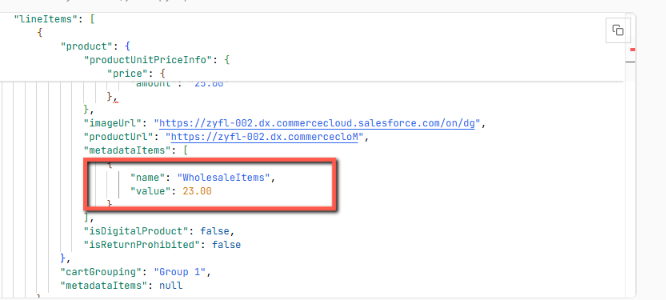 "lineItems": [
{
"product": {
"productUnitPriceInfo": {
"price": {
"amount": "25.00"
},
},
"imageUrl": "https://zyfl-002.dx.commercecloud.salesforce.com/on/dg",
"productUrl": "https://zyfl-002.dx.commercecloM",
"metadataItems": [
{
"name": "WholesaleItems",
"value": 23.00
}
],
"isDigitalProduct": false,
"isReturnProhibited": false
},
"cartGrouping": "Group 1",
"metadataItems": null
}